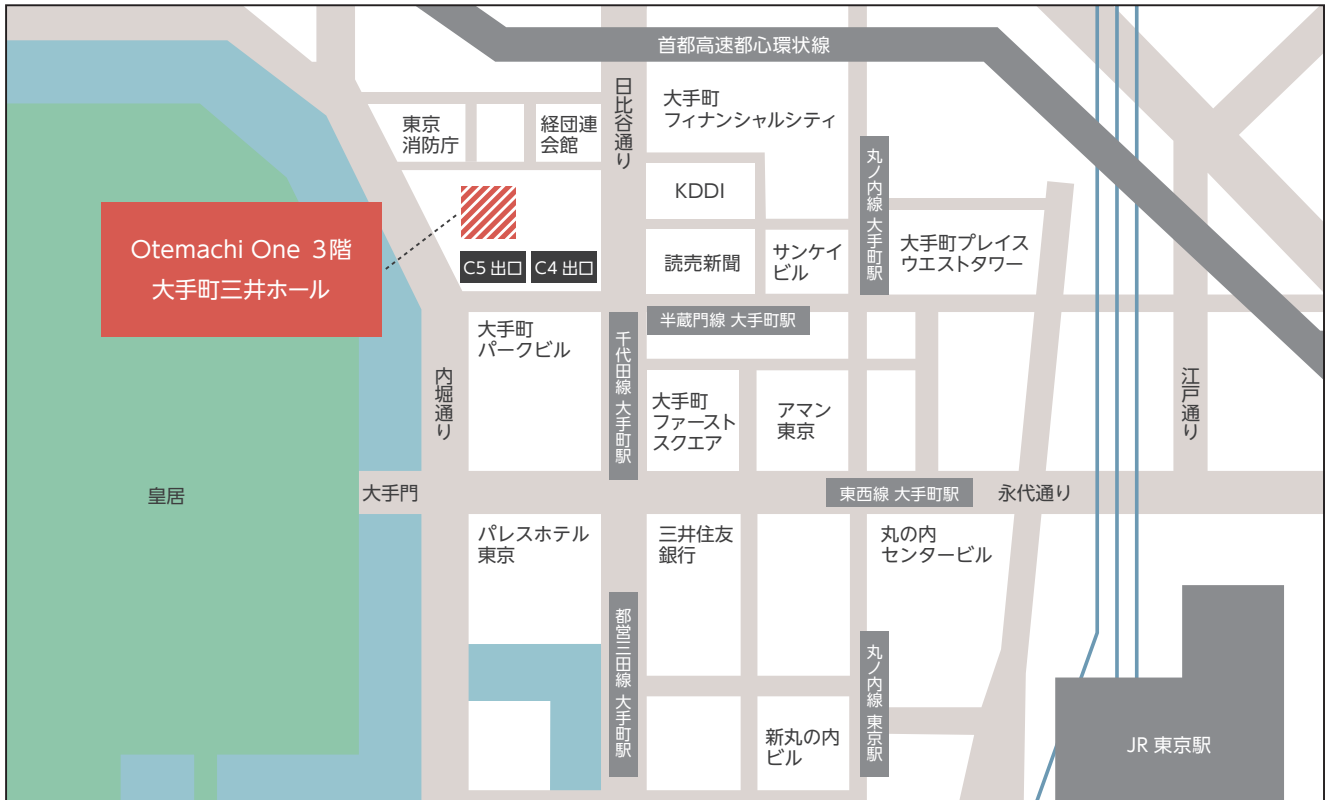 首都高速都心環状線
日比谷通り
大手町
フィナンシャルシティ
東京
消防庁
経団連
会館
丸ノ内線 大手町駅
KDDI
Otemachi One 3階
大手町三井ホール
C5 出口
C4 出口
読売新聞
サンケイ
ビル
大手町プレイス
ウエストタワー
半蔵門線 大手町駅
大手町
パークビル
千代田線 大手町駅
内堀通り
大手町
ファースト
スクエア
アマン
東京
江戸通り
皇居
大手門
東西線 大手町駅
永代通り
パレスホテル
東京
三井住友
銀行
丸の内
センタービル
都営三田線 大手町駅
丸ノ内線 東京駅
新丸の内
ビル
JR 東京駅